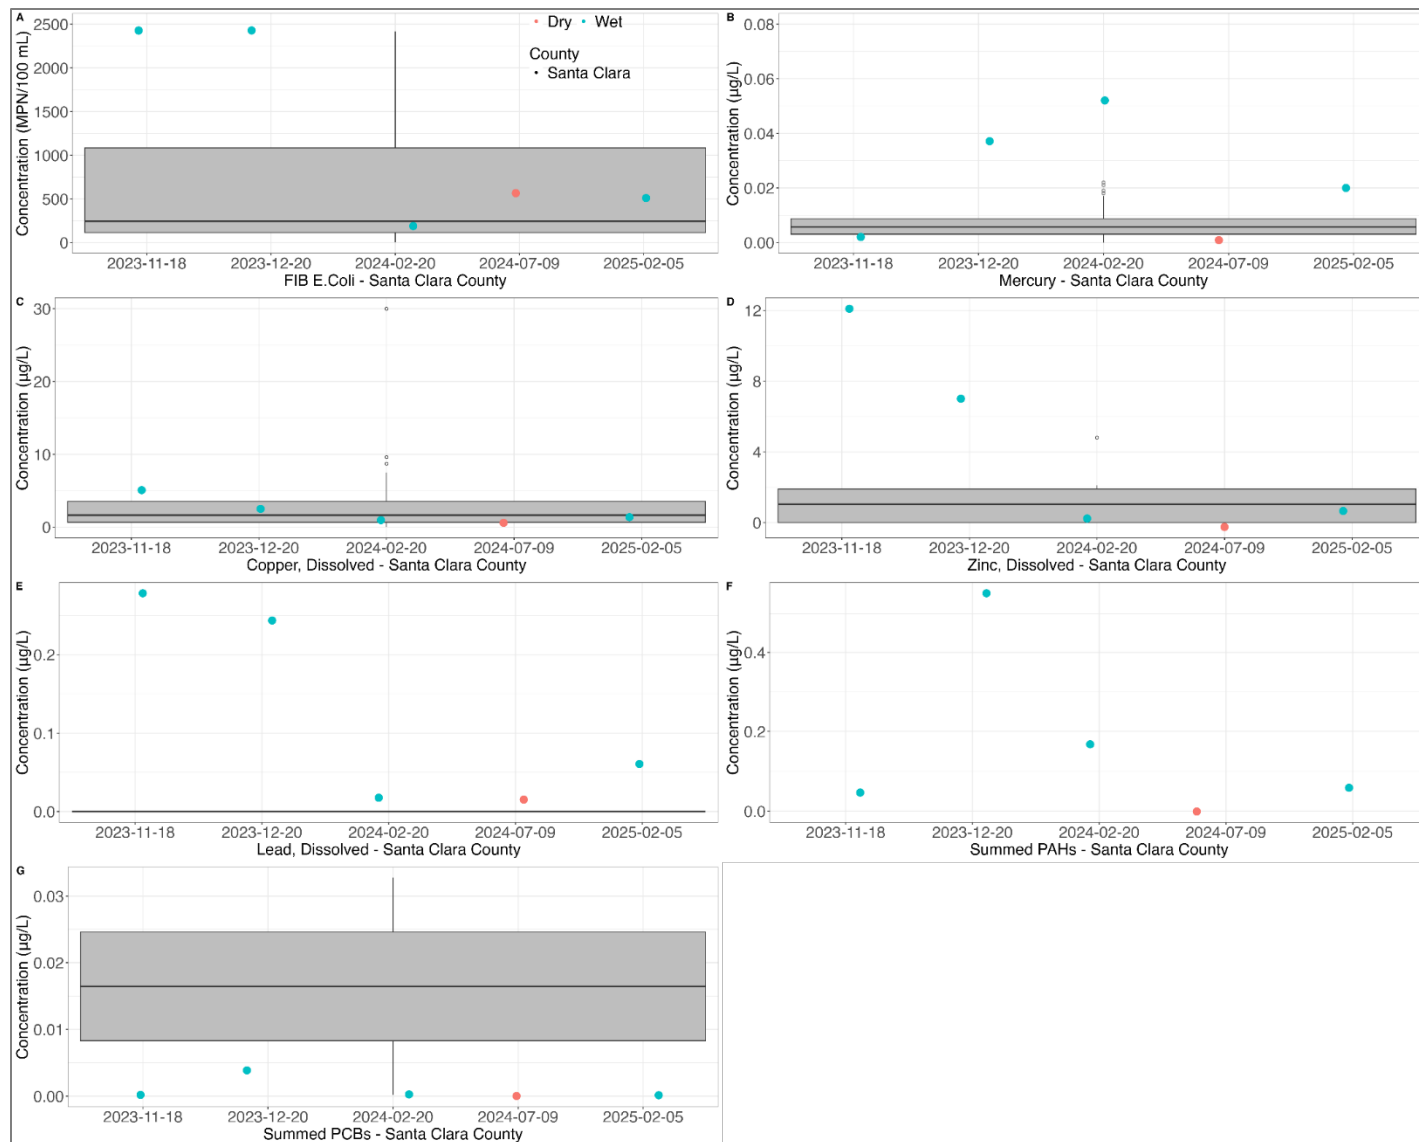 A
Concentration (MPN/100 mL)
2500
2000
1500
1000
500
0
Dry Wet
County
Santa Clara
2023-11-18 2023-12-20 2024-02-20 2024-07-09 2025-02-05
FIB E.Coli - Santa Clara County
B
Concentration (µg/L)
0.08
0.06
0.04
0.02
0.00
2023-11-18 2023-12-20 2024-02-20 2024-07-09 2025-02-05
Mercury - Santa Clara County
C
Concentration (µg/L)
30
20
10
0
2023-11-18 2023-12-20 2024-02-20 2024-07-09 2025-02-05
Copper, Dissolved - Santa Clara County
D
Concentration (µg/L)
12
8
4
0
2023-11-18 2023-12-20 2024-02-20 2024-07-09 2025-02-05
Zinc, Dissolved - Santa Clara County
E
Concentration (µg/L)
0.2
0.1
0.0
2023-11-18 2023-12-20 2024-02-20 2024-07-09 2025-02-05
Lead, Dissolved - Santa Clara County
F
Concentration (µg/L)
0.4
0.2
0.0
2023-11-18 2023-12-20 2024-02-20 2024-07-09 2025-02-05
Summed PAHs - Santa Clara County
G
Concentration (µg/L)
0.03
0.02
0.01
0.00
2023-11-18 2023-12-20 2024-02-20 2024-07-09 2025-02-05
Summed PCBs - Santa Clara County